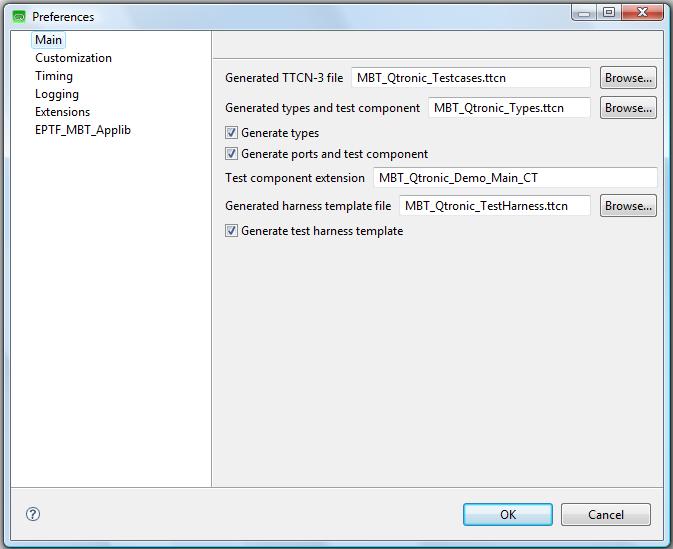 Preferences
Main
Customization
Timing
Logging
Extensions
EPTF_MBT_Applib
Generated TTCN-3 file MBT_Qtronic_Testcases.ttcn Browse...
Generated types and test component MBT_Qtronic_Types.ttcn Browse...
Generate types
Generate ports and test component
Test component extension MBT_Qtronic_Demo_Main_CT
Generated harness template file MBT_Qtronic_TestHarness.ttcn Browse...
Generate test harness template
? OK Cancel